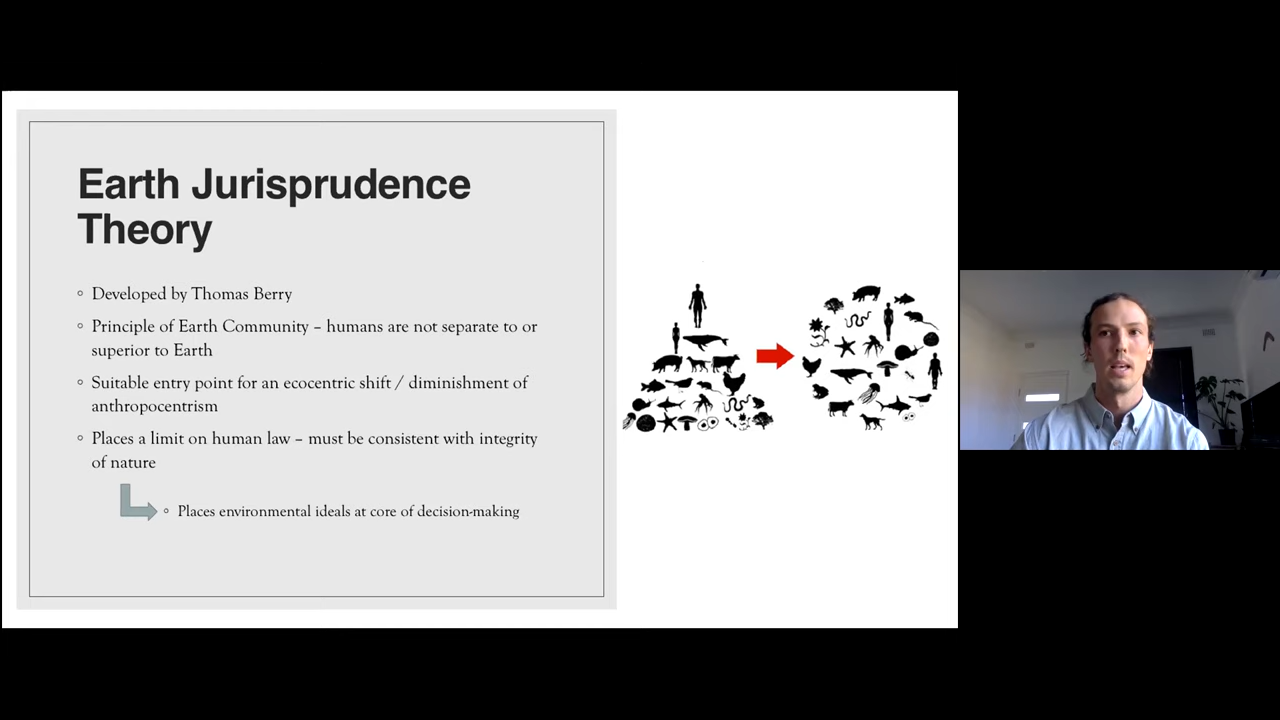 Earth Jurisprudence
Theory
◦ Developed by Thomas Berry
◦ Principle of Earth Community – humans are not separate to or
superior to Earth
◦ Suitable entry point for an ecocentric shift / diminishment of
anthropocentrism
◦ Places a limit on human law – must be consistent with integrity
of nature
◦ Places environmental ideals at core of decision-making